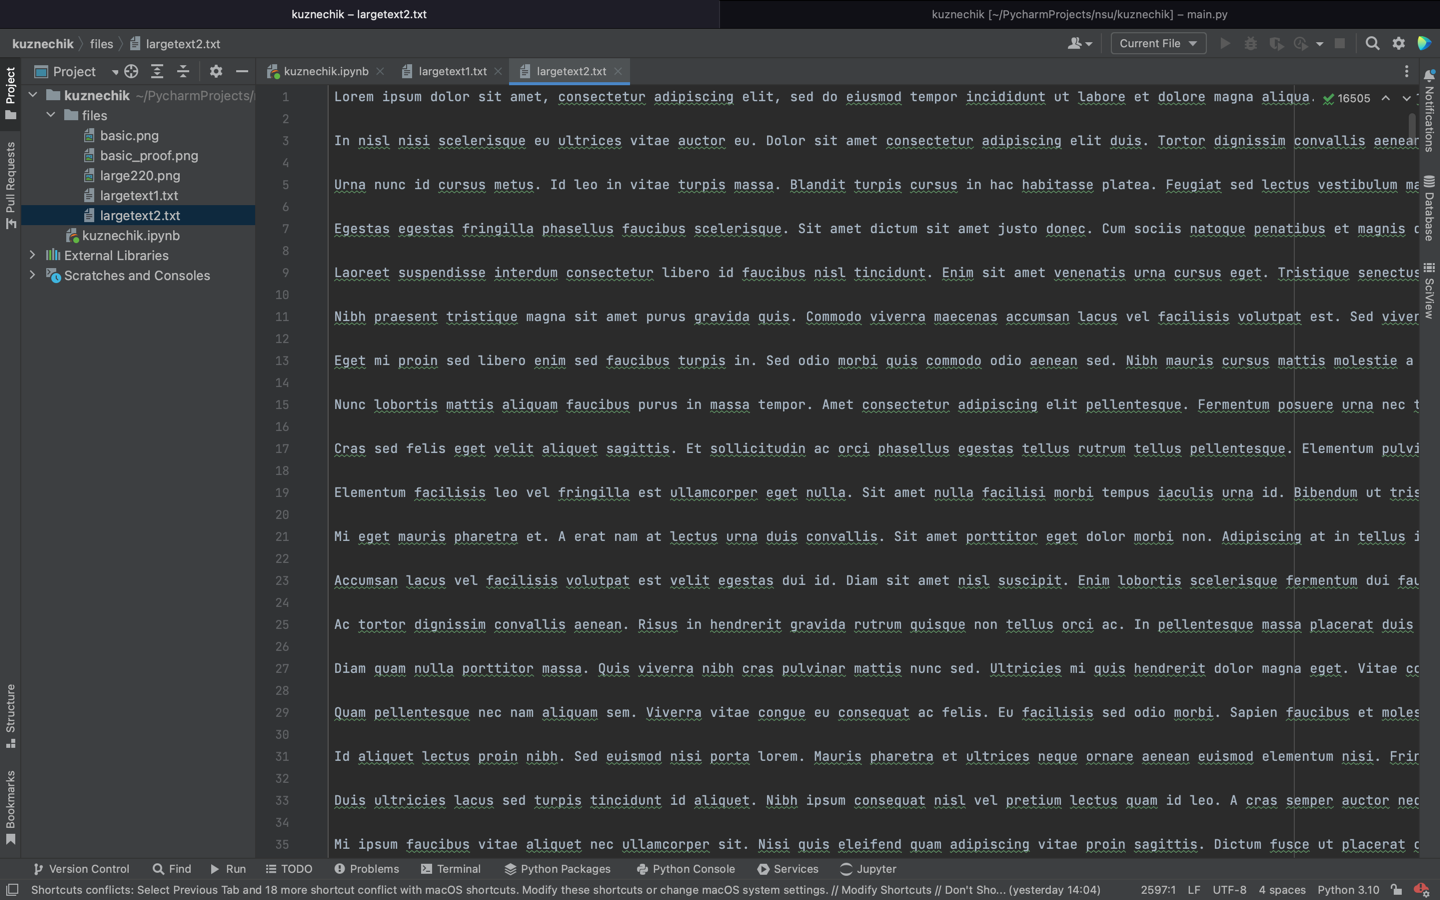 kuznechik – largetext2.txt
kuznechik [~/PycharmProjects/nsu/kuznechik] – main.py
kuznechik files largetext2.txt
Current File
Project
kuznechik.ipynb
largetext1.txt
largetext2.txt
Project
Pull Requests
Structure
Bookmarks
kuznechik ~/PycharmProjects/
files
basic.png
basic_proof.png
large220.png
largetext1.txt
largetext2.txt
kuznechik.ipynb
External Libraries
Scratches and Consoles
16505
1 Lorem ipsum dolor sit amet, consectetur adipiscing elit, sed do eiusmod tempor incididunt ut labore et dolore magna aliqua.
2
3 In nisl nisi scelerisque eu ultrices vitae auctor eu. Dolor sit amet consectetur adipiscing elit duis. Tortor dignissim convallis aenean
4
5 Urna nunc id cursus metus. Id leo in vitae turpis massa. Blandit turpis cursus in hac habitasse platea. Feugiat sed lectus vestibulum ma
6
7 Egestas egestas fringilla phasellus faucibus scelerisque. Sit amet dictum sit amet justo donec. Cum sociis natoque penatibus et magnis
8
9 Laoreet suspendisse interdum consectetur libero id faucibus nisl tincidunt. Enim sit amet venenatis urna cursus eget. Tristique senectus
10
11 Nibh praesent tristique magna sit amet purus gravida quis. Commodo viverra maecenas accumsan lacus vel facilisis volutpat est. Sed viver
12
13 Eget mi proin sed libero enim sed faucibus turpis in. Sed odio morbi quis commodo odio aenean sed. Nibh mauris cursus mattis molestie a
14
15 Nunc lobortis mattis aliquam faucibus purus in massa tempor. Amet consectetur adipiscing elit pellentesque. Fermentum posuere urna nec t
16
17 Cras sed felis eget velit aliquet sagittis. Et sollicitudin ac orci phasellus egestas tellus rutrum tellus pellentesque. Elementum pulvi
18
19 Elementum facilisis leo vel fringilla est ullamcorper eget nulla. Sit amet nulla facilisi morbi tempus iaculis urna id. Bibendum ut tris
20
21 Mi eget mauris pharetra et. A erat nam at lectus urna duis convallis. Sit amet porttitor eget dolor morbi non. Adipiscing at in tellus i
22
23 Accumsan lacus vel facilisis volutpat est velit egestas dui id. Diam sit amet nisl suscipit. Enim lobortis scelerisque fermentum dui fau
24
25 Ac tortor dignissim convallis aenean. Risus in hendrerit gravida rutrum quisque non tellus orci ac. In pellentesque massa placerat duis
26
27 Diam quam nulla porttitor massa. Quis viverra nibh cras pulvinar mattis nunc sed. Ultricies mi quis hendrerit dolor magna eget. Vitae co
28
29 Quam pellentesque nec nam aliquam sem. Viverra vitae congue eu consequat ac felis. Eu facilisis sed odio morbi. Sapien faucibus et moles
30
31 Id aliquet lectus proin nibh. Sed euismod nisi porta lorem. Mauris pharetra et ultrices neque ornare aenean euismod elementum nisi. Frin
32
33 Duis ultricies lacus sed turpis tincidunt id aliquet. Nibh ipsum consequat nisl vel pretium lectus quam id leo. A cras semper auctor nec
34
35 Mi ipsum faucibus vitae aliquet nec ullamcorper sit. Nisi quis eleifend quam adipiscing vitae proin sagittis. Dictum fusce ut placerat
Notifications
Database
SciView
Version Control Find Run TODO Problems Terminal Python Packages Python Console Services Jupyter
Shortcuts conflicts: Select Previous Tab and 18 more shortcut conflict with macOS shortcuts. Modify these shortcuts or change macOS system settings. // Modify Shortcuts // Don't Sho... (yesterday 14:04) 2597:1 LF UTF-8 4 spaces Python 3.10